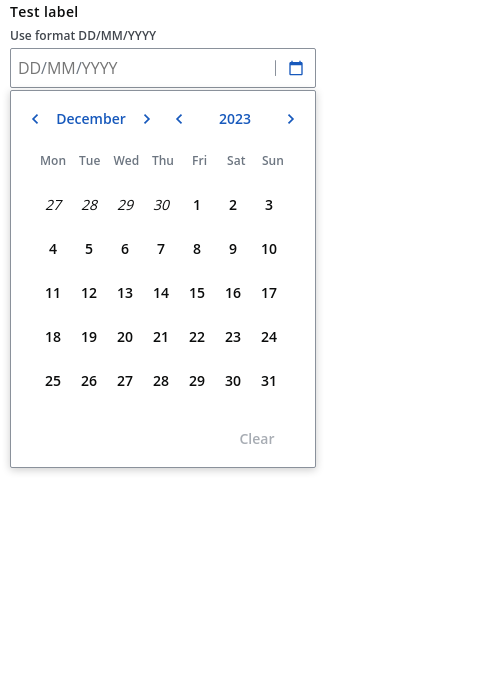 Test label
Use format DD/MM/YYYY
DD/MM/YYYY
December 2023
Mon Tue Wed Thu Fri Sat Sun
27 28 29 30 1 2 3
4 5 6 7 8 9 10
11 12 13 14 15 16 17
18 19 20 21 22 23 24
25 26 27 28 29 30 31
Clear